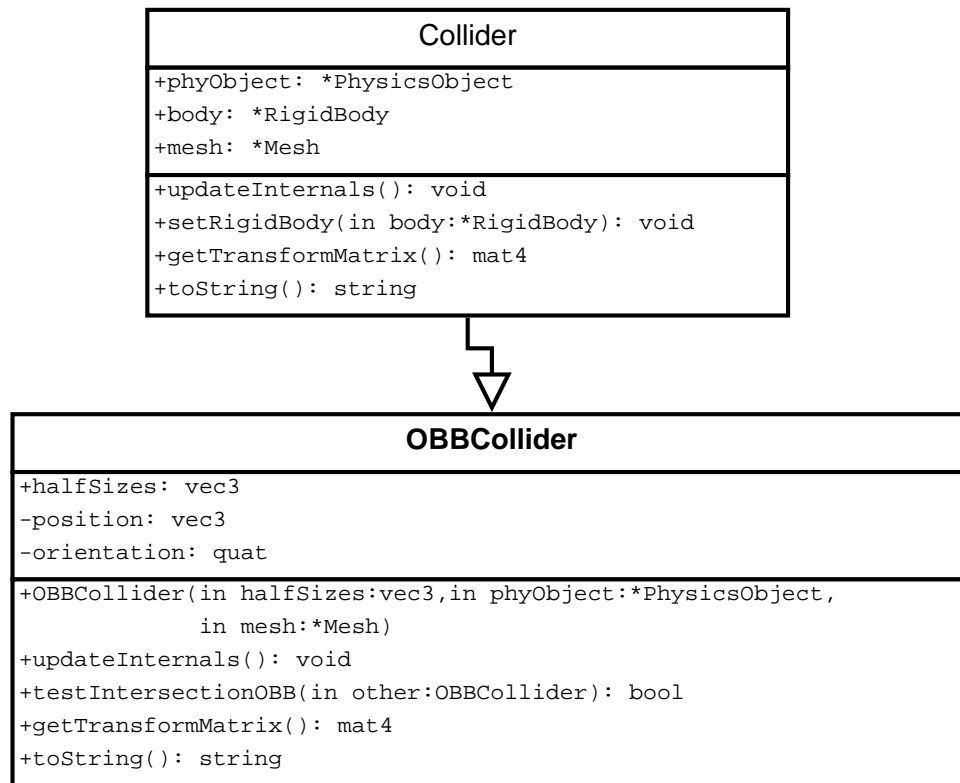 Collider
+phyObject: *PhysicsObject
+body: *RigidBody
+mesh: *Mesh
+updateInternals(): void
+setRigidBody(in body:*RigidBody): void
+getTransformMatrix(): mat4
+toString(): string
OBBCollider
+halfSizes: vec3
-position: vec3
-orientation: quat
+OBBCollider(in halfSizes:vec3,in phyObject:*PhysicsObject,
in mesh:*Mesh)
+updateInternals(): void
+testIntersectionOBB(in other:OBBCollider): bool
+getTransformMatrix(): mat4
+toString(): string